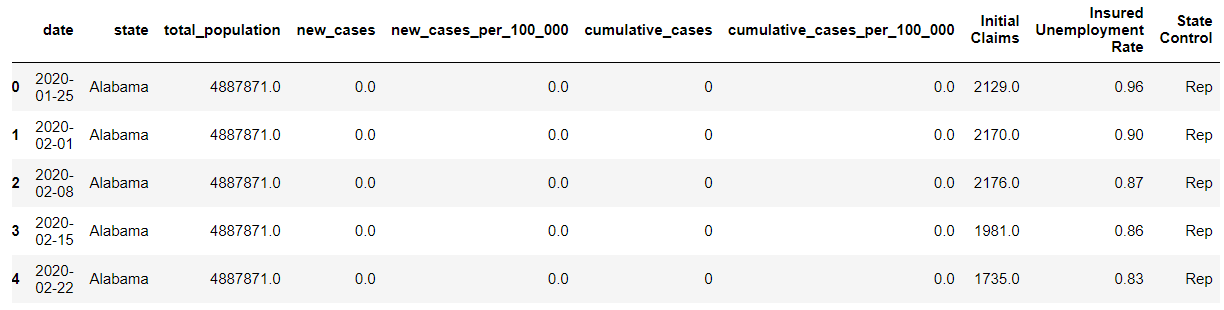 date state total_population new_cases new_cases_per_100_000 cumulative_cases cumulative_cases_per_100_000 Initial Claims Insured Unemployment Rate State Control
0 2020-01-25 Alabama 4887871.0 0.0 0.0 0 0.0 2129.0 0.96 Rep
1 2020-02-01 Alabama 4887871.0 0.0 0.0 0 0.0 2170.0 0.90 Rep
2 2020-02-08 Alabama 4887871.0 0.0 0.0 0 0.0 2176.0 0.87 Rep
3 2020-02-15 Alabama 4887871.0 0.0 0.0 0 0.0 1981.0 0.86 Rep
4 2020-02-22 Alabama 4887871.0 0.0 0.0 0 0.0 1735.0 0.83 Rep